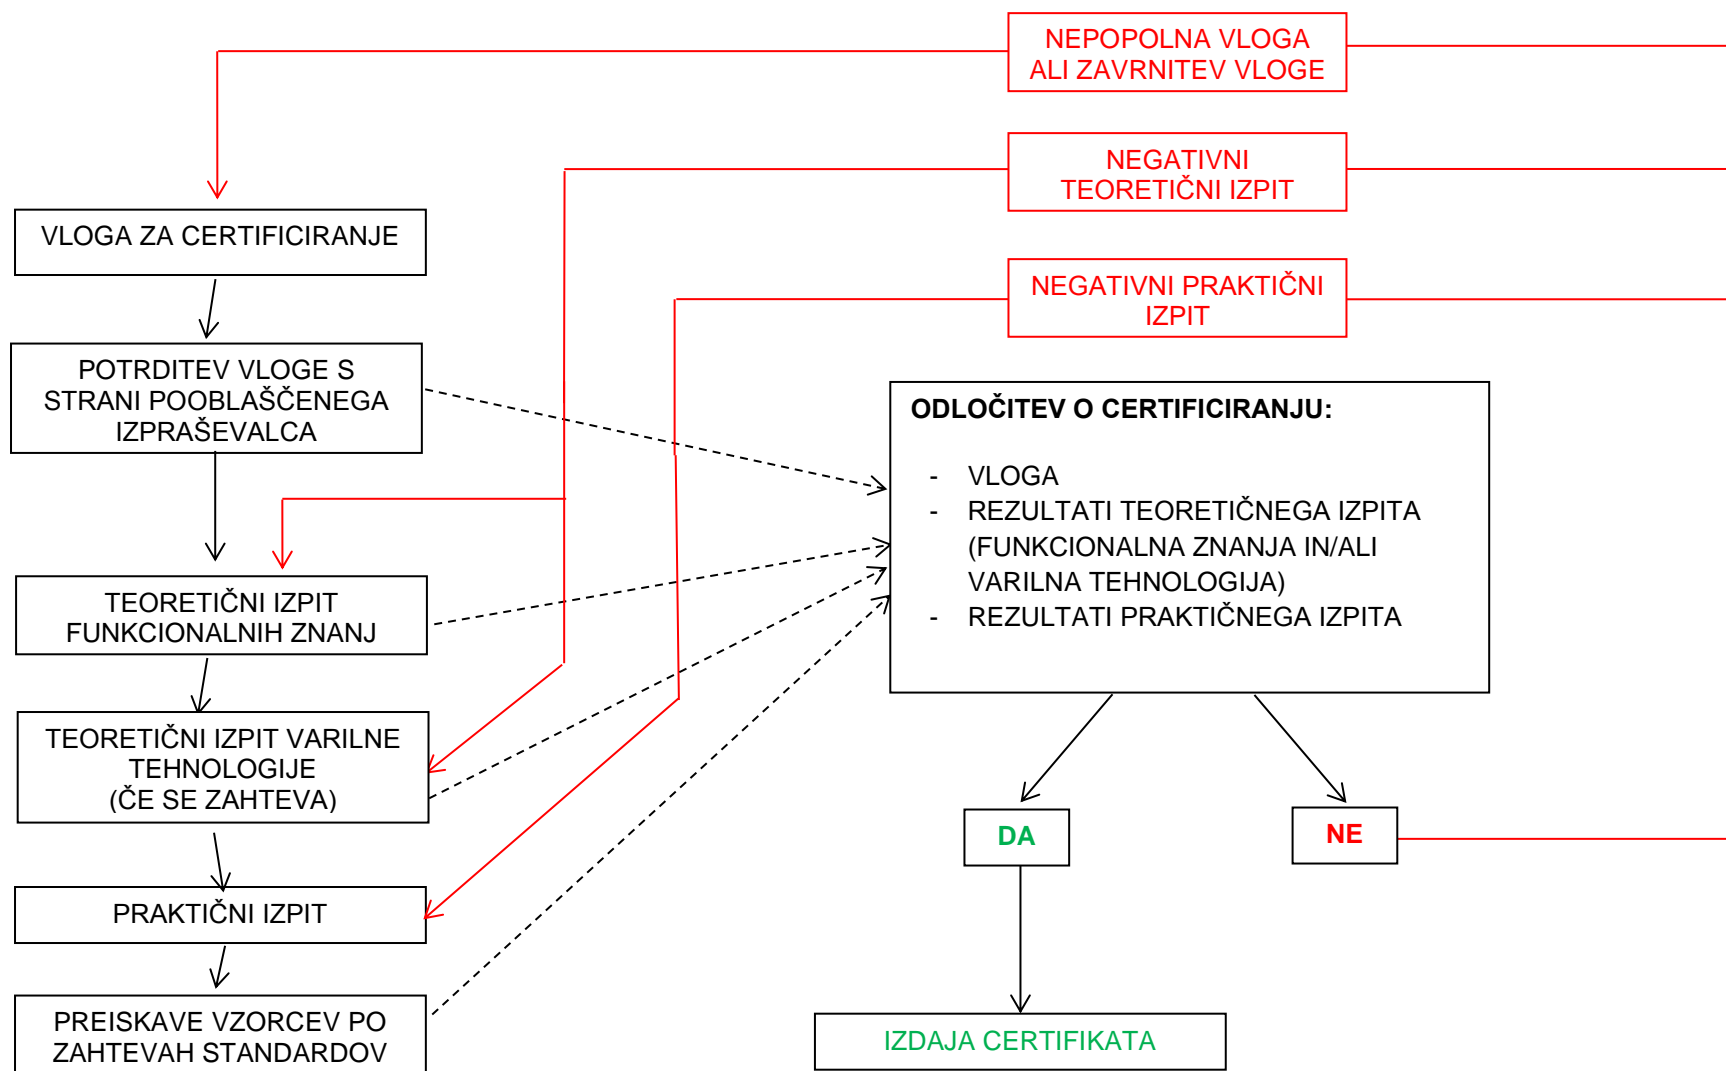 NEPOPOLNA VLOGA
ALI ZAVRNITEV VLOGE
NEGATIVNI
TEORETIČNI IZPIT
NEGATIVNI PRAKTIČNI
IZPIT
VLOGA ZA CERTIFICIRANJE
POTRDITEV VLOGE S
STRANI POOBLAŠČENEGA
IZPRAŠEVALCA
TEORETIČNI IZPIT
FUNKCIONALNIH ZNANJ
TEORETIČNI IZPIT VARILNE
TEHNOLOGIJE
(ČE SE ZAHTEVA)
PRAKTIČNI IZPIT
PREISKAVE VZORCEV PO
ZAHTEVAH STANDARDOV
ODLOČITEV O CERTIFICIRANJU:
- VLOGA
- REZULTATI TEORETIČNEGA IZPITA
(FUNKCIONALNA ZNANJA IN/ALI
VARILNA TEHNOLOGIJA)
- REZULTATI PRAKTIČNEGA IZPITA
DA
NE
IZDAJA CERTIFIKATA